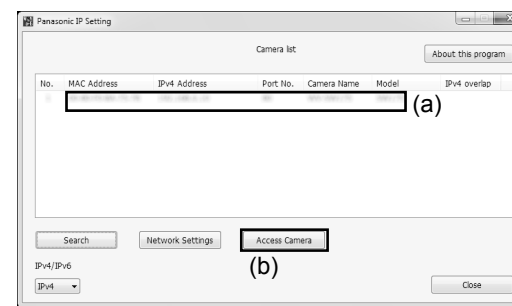 Panasonic IP Setting
Camera list
About this program
No. MAC Address IPv4 Address Port No. Camera Name Model IPv4 overlap
(a)
Search Network Settings Access Camera
(b)
IPv4/IPv6
IPv4 Close